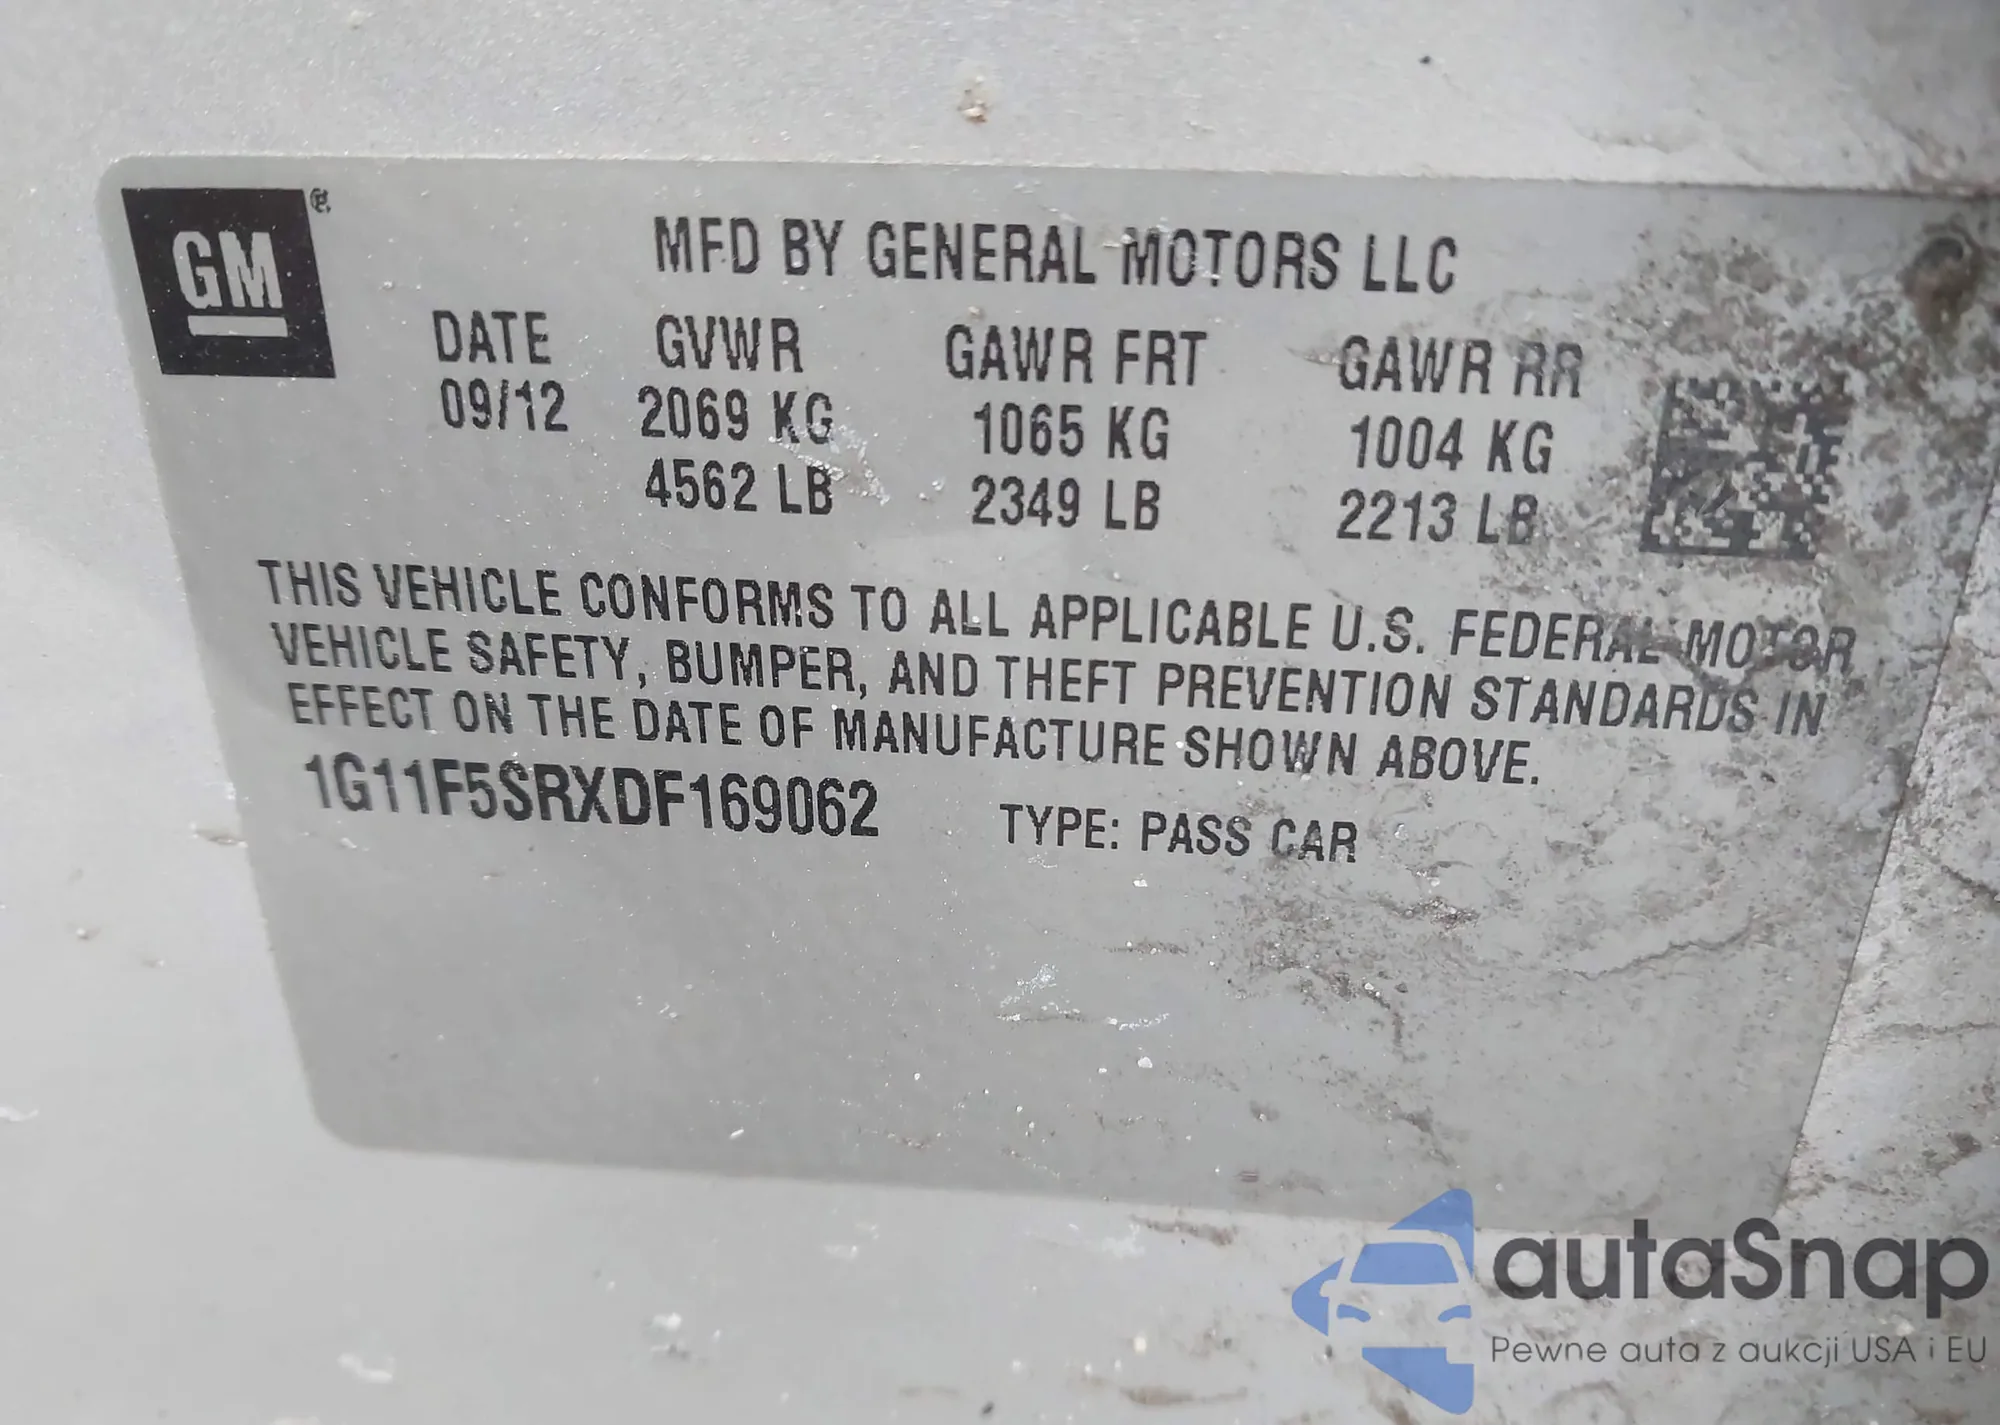 GM ®
MFD BY GENERAL MOTORS LLC
DATE GVWR GAWR FRT GAWR RR
09/12 2069 KG 1065 KG 1004 KG
4562 LB 2349 LB 2213 LB
THIS VEHICLE CONFORMS TO ALL APPLICABLE U.S. FEDERAL MOTOR
VEHICLE SAFETY, BUMPER, AND THEFT PREVENTION STANDARDS IN
EFFECT ON THE DATE OF MANUFACTURE SHOWN ABOVE.
1G11F5SRXDF169062 TYPE: PASS CAR
autaSnap
Pewne auta z aukcji USA i EU